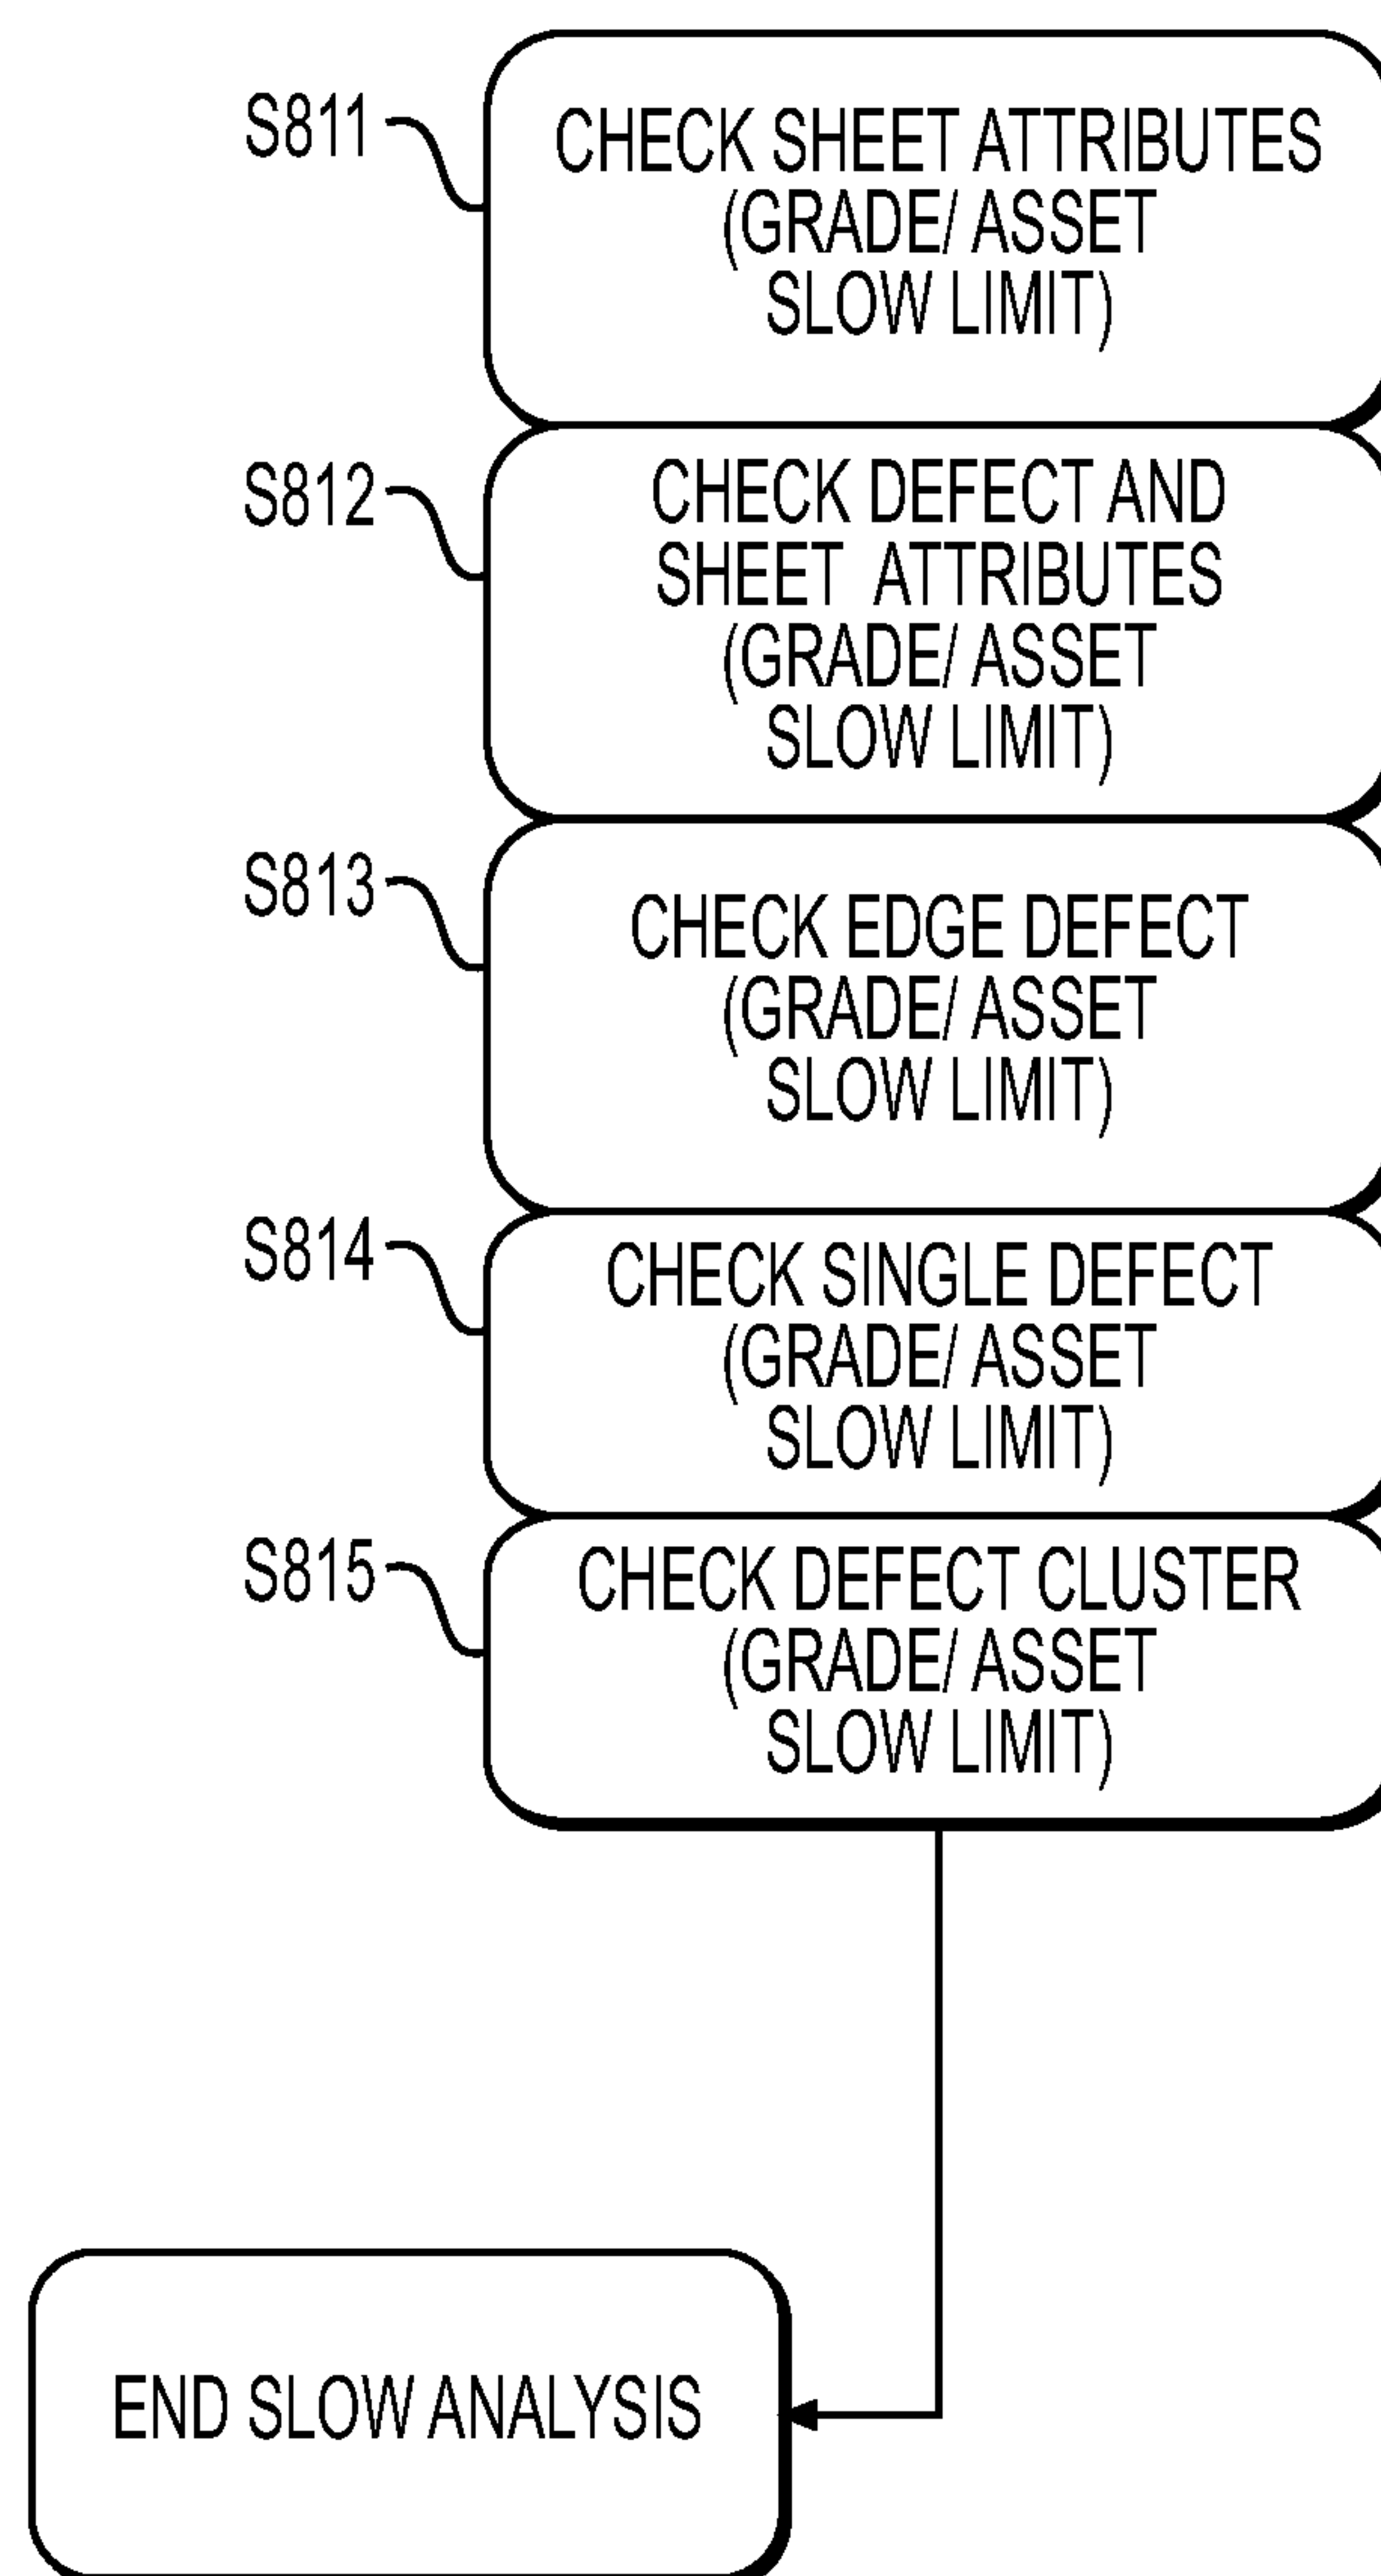 S811
CHECK SHEET ATTRIBUTES
(GRADE/ ASSET
SLOW LIMIT)
S812
CHECK DEFECT AND
SHEET ATTRIBUTES
(GRADE/ ASSET
SLOW LIMIT)
S813
CHECK EDGE DEFECT
(GRADE/ ASSET
SLOW LIMIT)
S814
CHECK SINGLE DEFECT
(GRADE/ ASSET
SLOW LIMIT)
S815
CHECK DEFECT CLUSTER
(GRADE/ ASSET
SLOW LIMIT)
END SLOW ANALYSIS